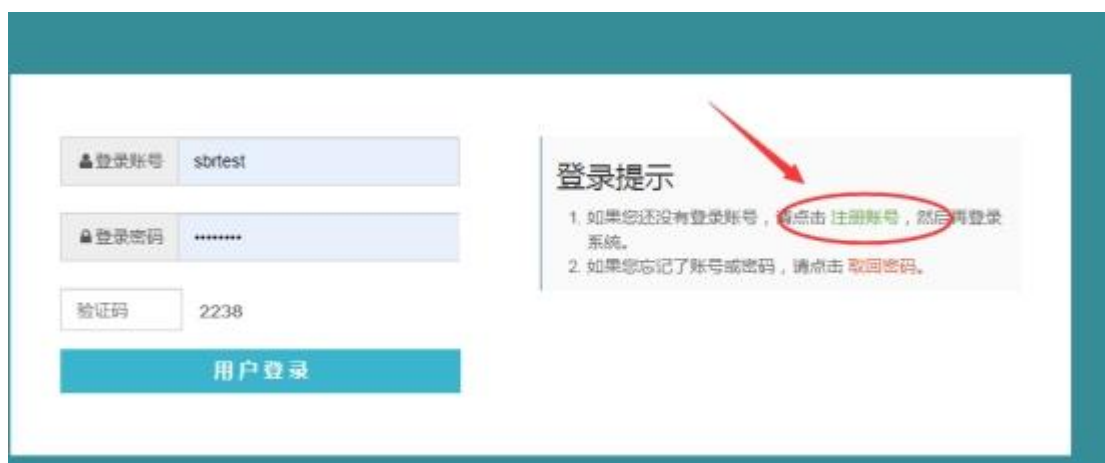 登录账号 sbrtest
登录密码 ••••••••
验证码 2238
用户登录
登录提示
1. 如果您还没有登录账号，请点击 注册账号，然后再登录
系统。
2. 如果您忘记了账号或密码，请点击 取回密码。